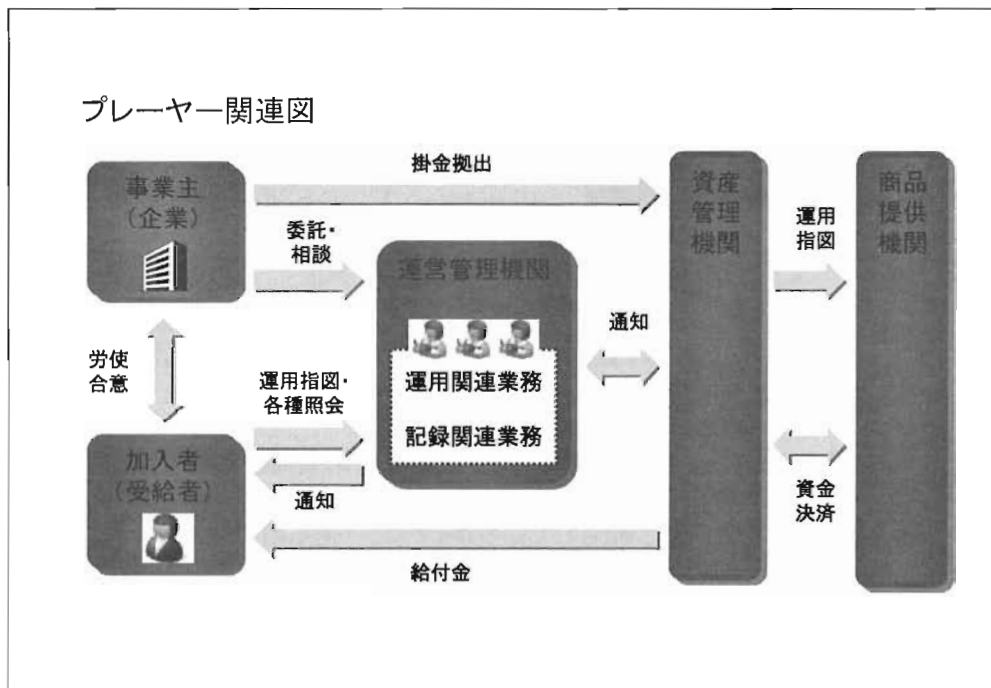 プレーヤー関連図
掛金拠出
事業主
(企業)
委託・
相談
運営管理機関
資産
管理
機関
運用
指図
商品
提供
機関
通知
労使
合意
運用指図・
各種照会
運用関連業務
記録関連業務
加入者
(受給者)
通知
資金
決済
給付金